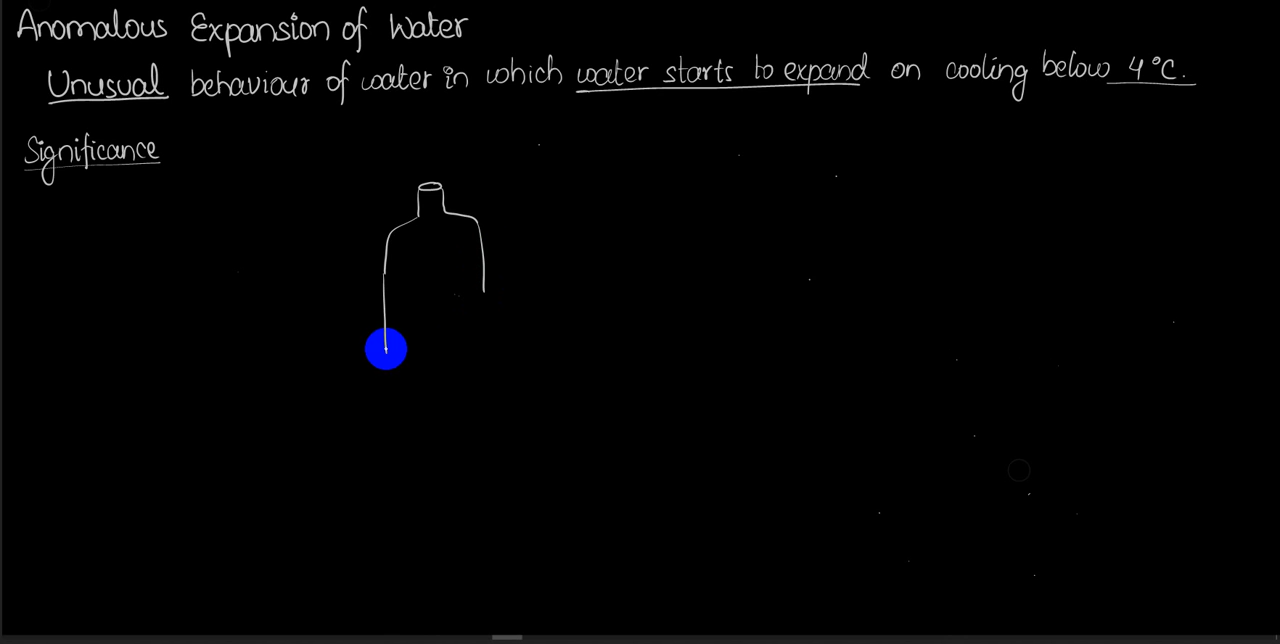 Anomalous Expansion of Water
Unusual behaviour of water in which water starts to expand on cooling below 4°C.
Significance